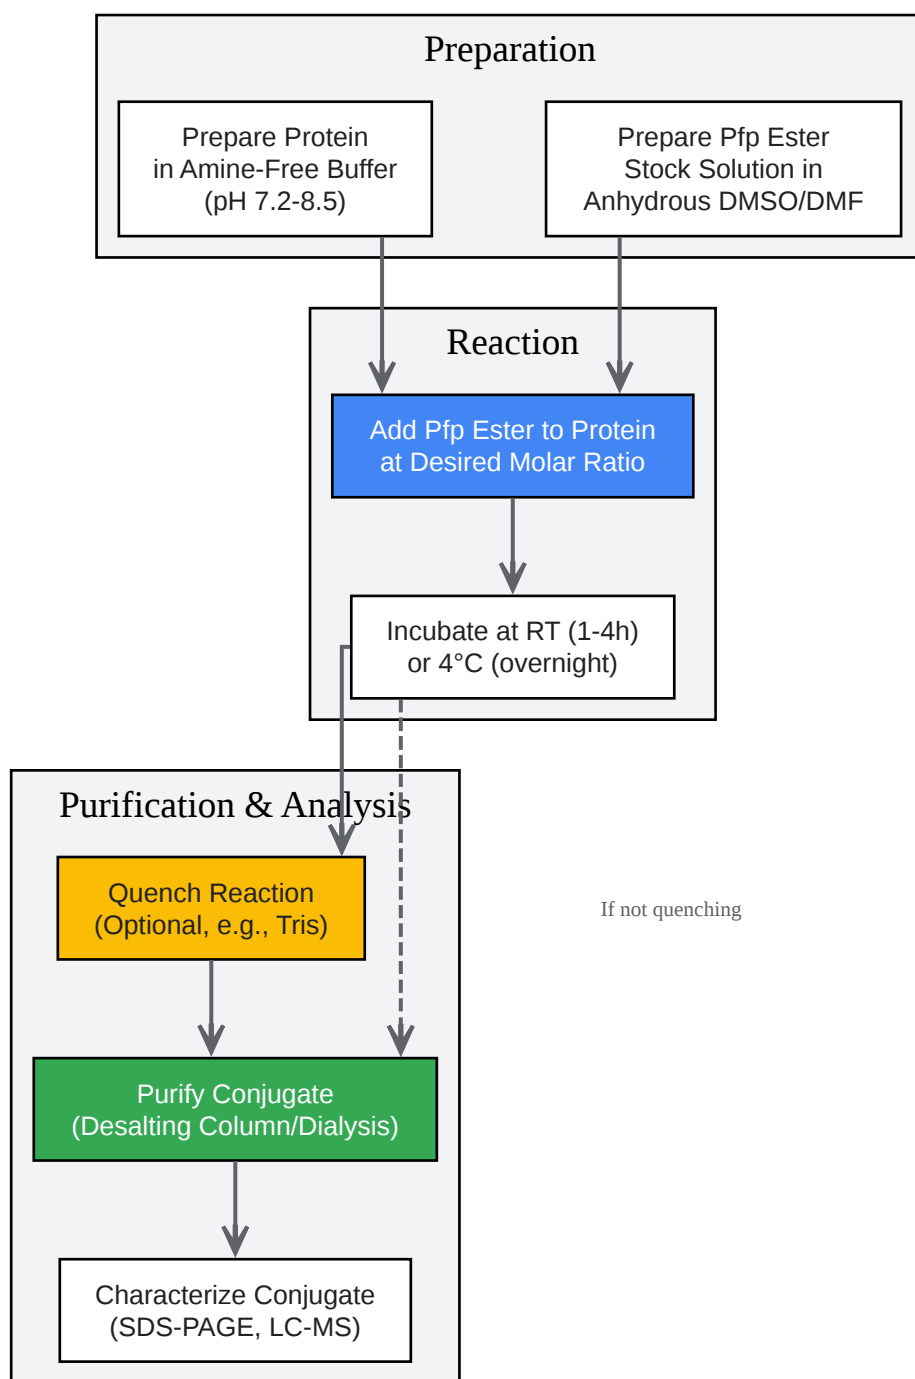 Preparation
Prepare Protein
in Amine-Free Buffer
(pH 7.2-8.5)
Prepare Pfp Ester
Stock Solution in
Anhydrous DMSO/DMF
Reaction
Add Pfp Ester to Protein
at Desired Molar Ratio
Incubate at RT (1-4h)
or 4°C (overnight)
Purification & Analysis
Quench Reaction
(Optional, e.g., Tris)
If not quenching
Purify Conjugate
(Desalting Column/Dialysis)
Characterize Conjugate
(SDS-PAGE, LC-MS)